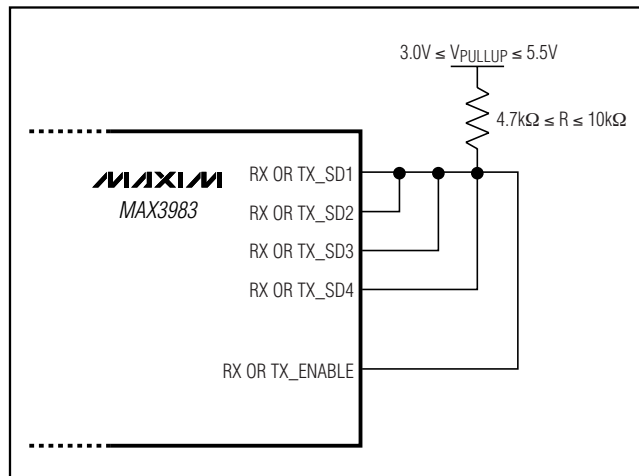 3.0V ≤ VPULLUP ≤ 5.5V
4.7kΩ ≤ R ≤ 10kΩ
MAXIM
MAX3983
RX OR TX_SD1
RX OR TX_SD2
RX OR TX_SD3
RX OR TX_SD4
RX OR TX_ENABLE